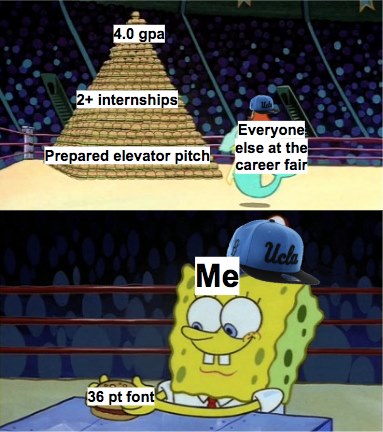 4.0 gpa
2+ internships
Prepared elevator pitch
Everyone
else at the
career fair
Ucla
Me
36 pt font